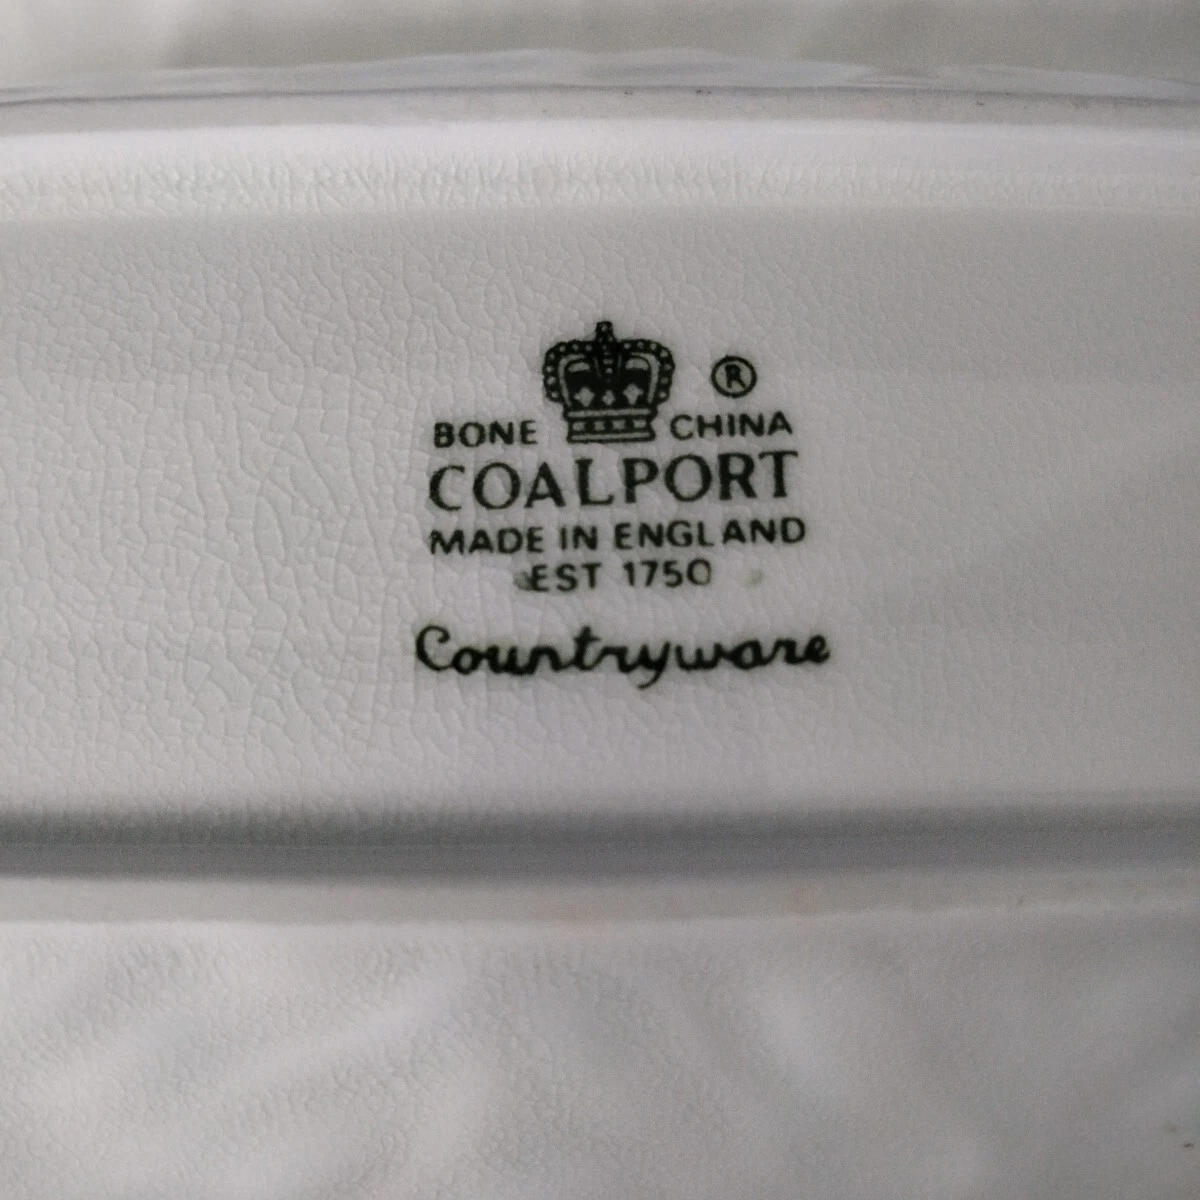 ®
BONE CHINA
COALPORT
MADE IN ENGLAND
EST 1750
Countryware